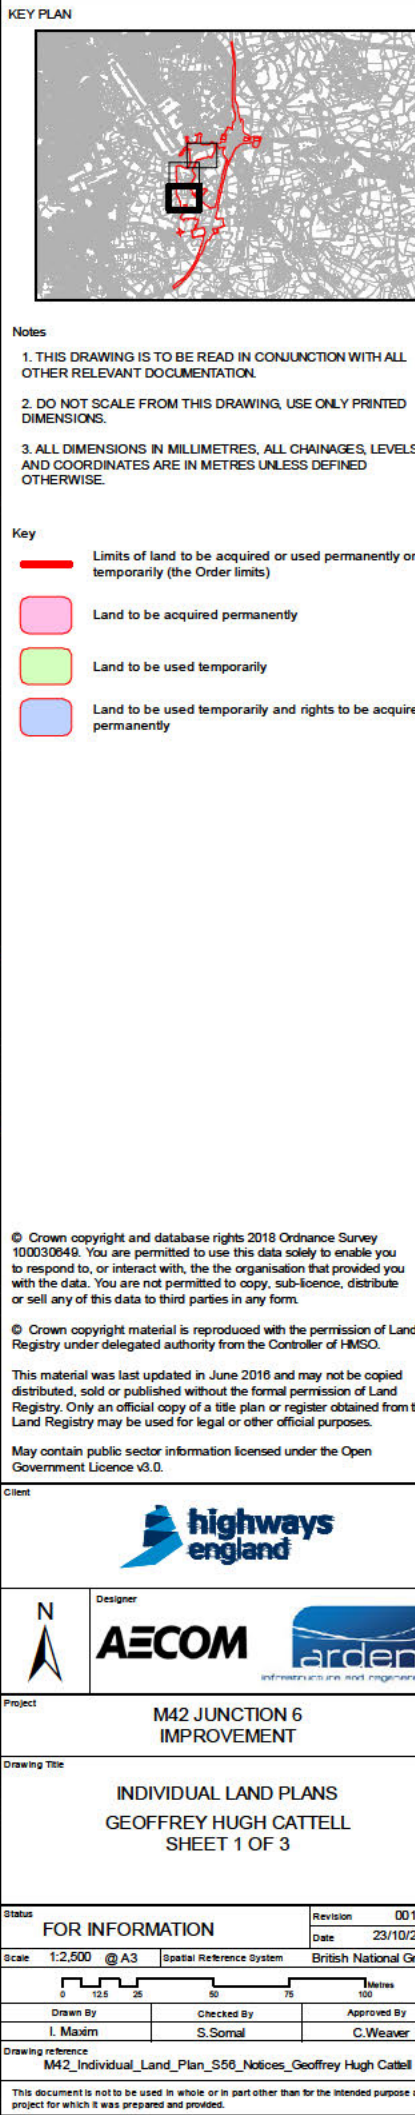 KEY PLAN
Notes
1. THIS DRAWING IS TO BE READ IN CONJUNCTION WITH ALL
OTHER RELEVANT DOCUMENTATION.
2. DO NOT SCALE FROM THIS DRAWING, USE ONLY PRINTED
DIMENSIONS.
3. ALL DIMENSIONS IN MILLIMETRES, ALL CHAINAGES, LEVELS
AND COORDINATES ARE IN METRES UNLESS DEFINED
OTHERWISE.
Key
Limits of land to be acquired or used permanently or
temporarily (the Order limits)
Land to be acquired permanently
Land to be used temporarily
Land to be used temporarily and rights to be acquire
permanently
© Crown copyright and database rights 2018 Ordnance Survey
100030649. You are permitted to use this data solely to enable you
to respond to, or interact with, the the organisation that provided you
with the data. You are not permitted to copy, sub-licence, distribute
or sell any of this data to third parties in any form.
© Crown copyright material is reproduced with the permission of Land
Registry under delegated authority from the Controller of HMSO.
This material was last updated in June 2016 and may not be copied
distributed, sold or published without the formal permission of Land
Registry. Only an official copy of a title plan or register obtained from t
Land Registry may be used for legal or other official purposes.
May contain public sector information licensed under the Open
Government Licence v3.0.
Client
highways
england
N
Designer
AECOM
arden
infrastructure and regenera
Project
M42 JUNCTION 6
IMPROVEMENT
Drawing Title
INDIVIDUAL LAND PLANS
GEOFFREY HUGH CATTELL
SHEET 1 OF 3
Status
FOR INFORMATION
Revision 001
Date 23/10/2
Scale 1:2,500 @ A3 Spatial Reference System British National Gr
Metres
0 12.5 25 50 75 100
Drawn By Checked By Approved By
I. Maxim S.Somal C.Weaver
Drawing reference
M42_Individual_Land_Plan_S56_Notices_Geoffrey Hugh Cattell
This document is not to be used in whole or in part other than for the intended purpose a
project for which it was prepared and provided.